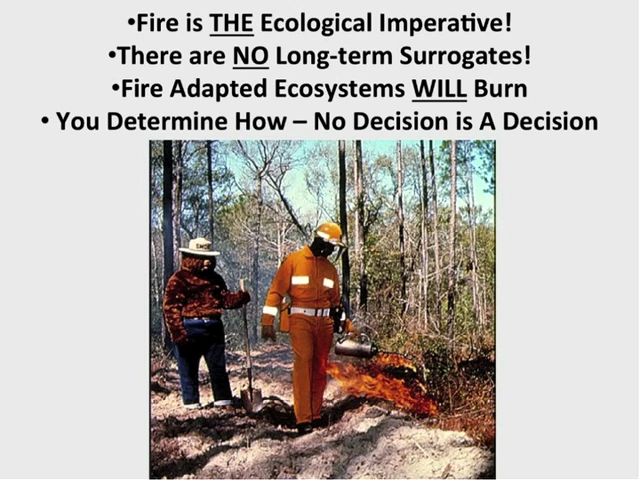 •Fire is THE Ecological Imperative!
•There are NO Long-term Surrogates!
•Fire Adapted Ecosystems WILL Burn
• You Determine How – No Decision is A Decision